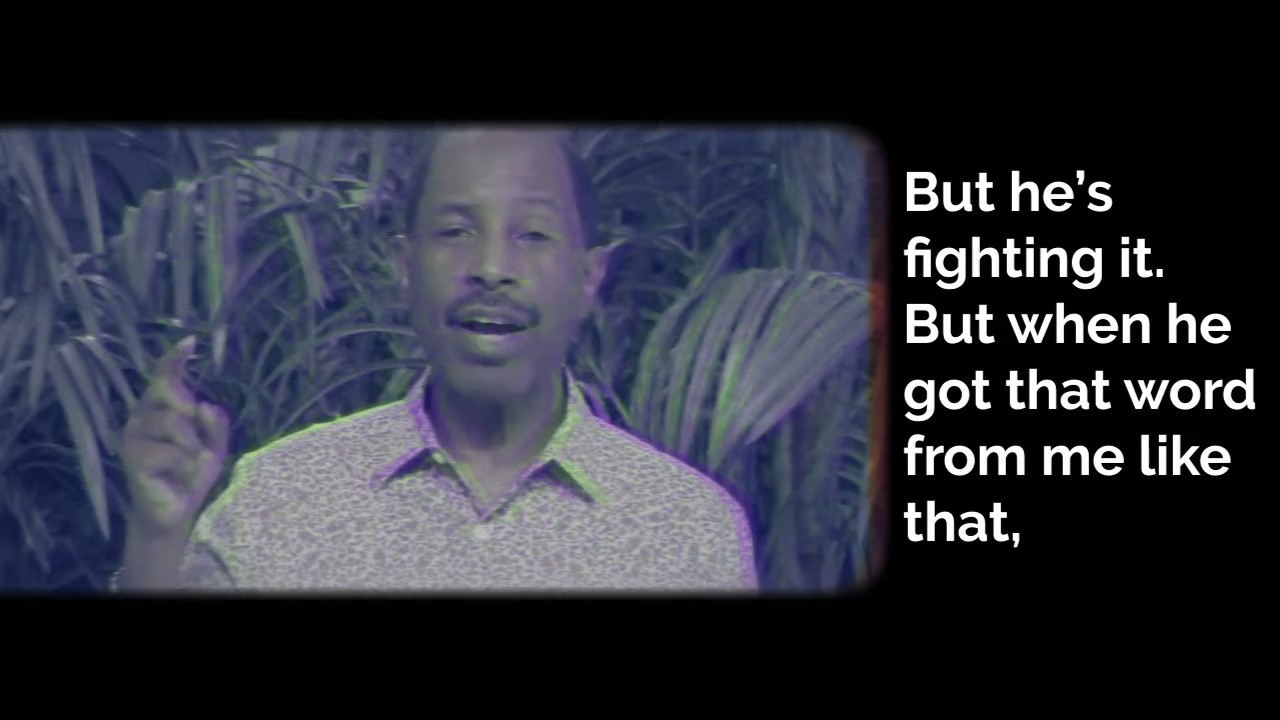 But he’s
fighting it.
But when he
got that word
from me like
that,